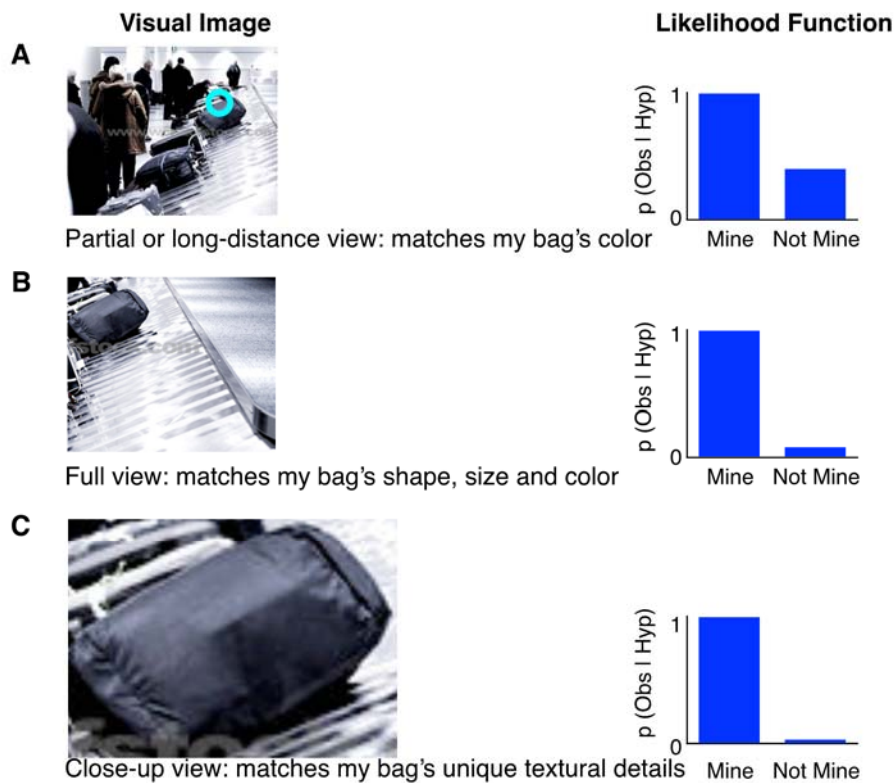 Visual Image
Likelihood Function
A
1
0
p (Obs | Hyp)
Mine Not Mine
Partial or long-distance view: matches my bag's color
B
1
0
p (Obs | Hyp)
Mine Not Mine
Full view: matches my bag's shape, size and color
C
1
0
p (Obs | Hyp)
Mine Not Mine
Close-up view: matches my bag's unique textural details